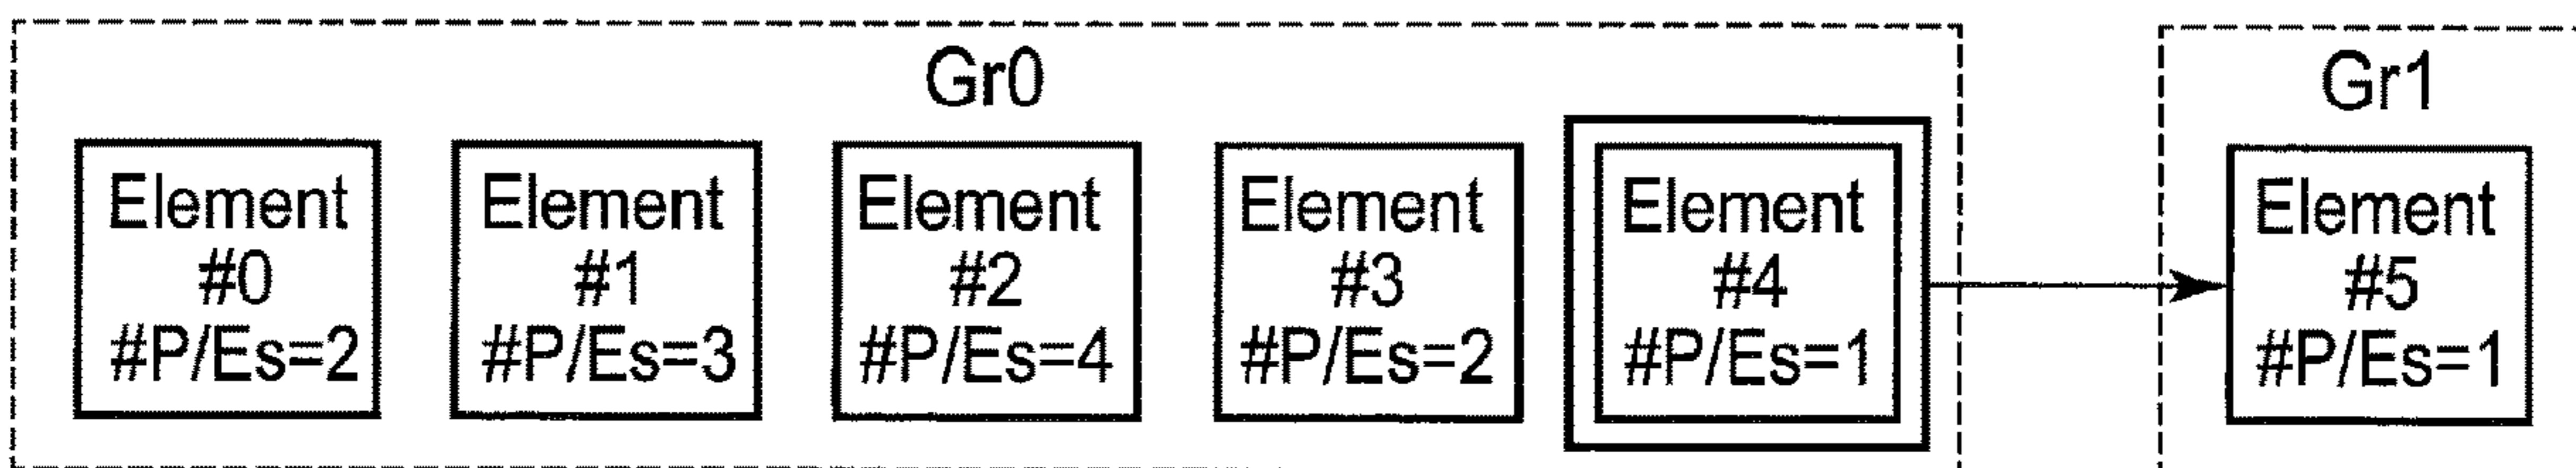 Gr0
Element
#0
#P/Es=2
Element
#1
#P/Es=3
Element
#2
#P/Es=4
Element
#3
#P/Es=2
Element
#4
#P/Es=1
Gr1
Element
#5
#P/Es=1